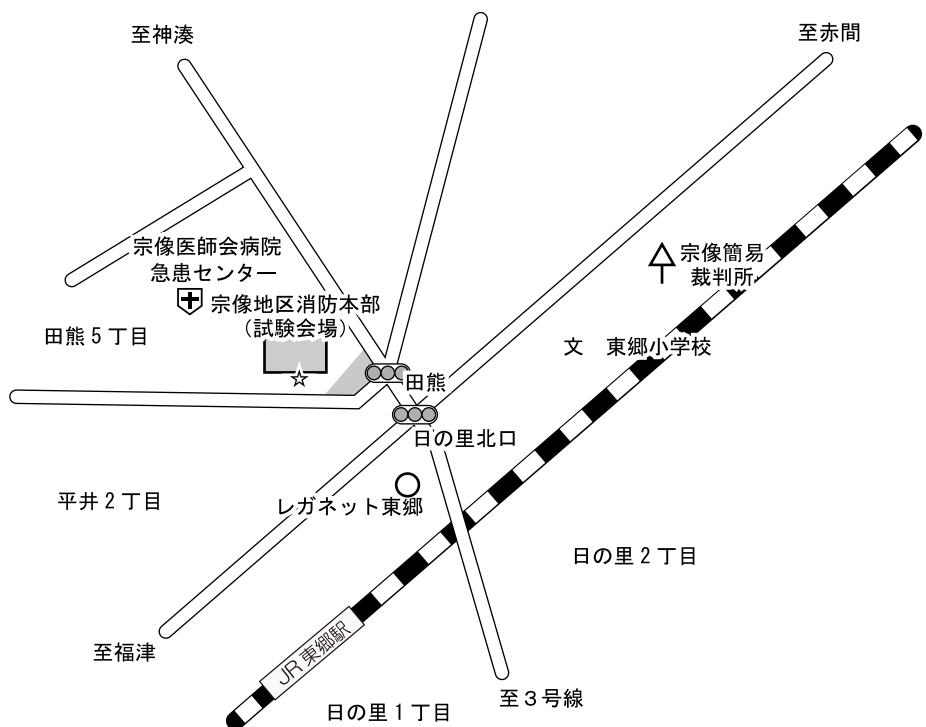 至神湊
至赤間
宗像医師会病院
急患センター
宗像簡易
裁判所
宗像地区消防本部
(試験会場)
田熊５丁目
文 東郷小学校
田熊
日の里北口
レガネット東郷
平井２丁目
日の里２丁目
至福津
JR東郷駅
至３号線
日の里１丁目